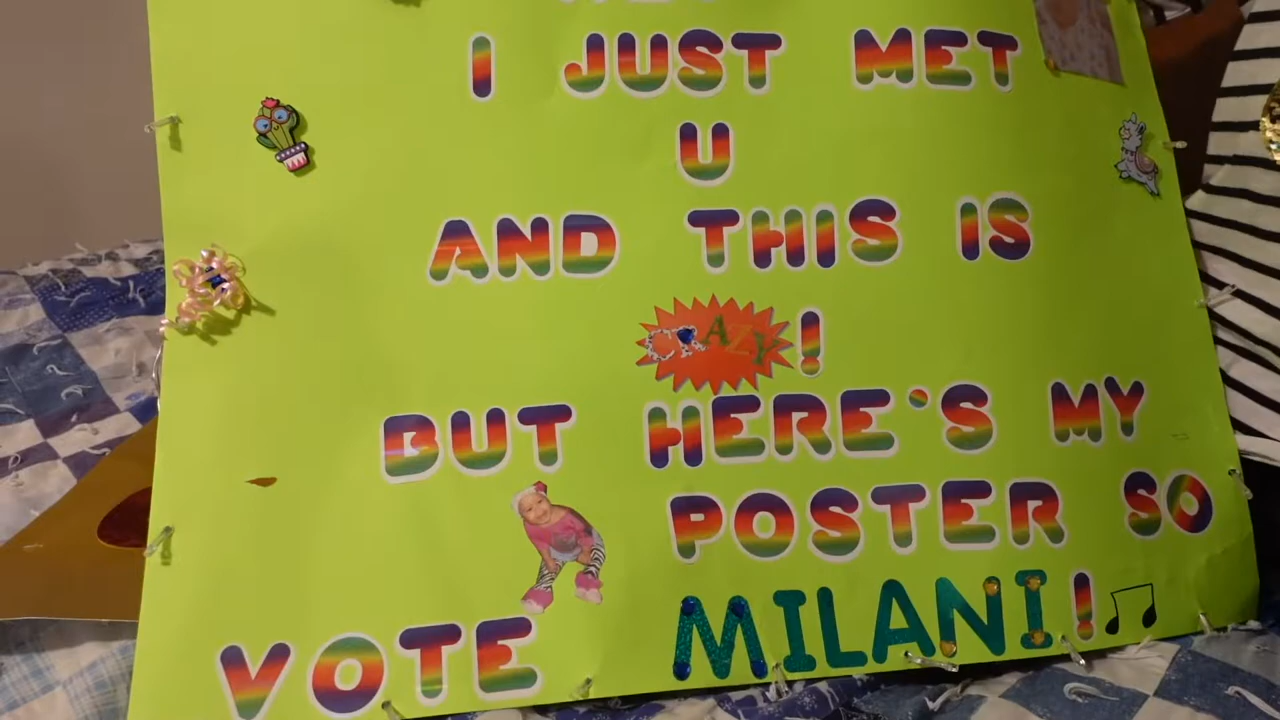 I JUST MET
U
AND THIS IS
CRAZY!
BUT HERE'S MY
POSTER SO
VOTE MILANI!